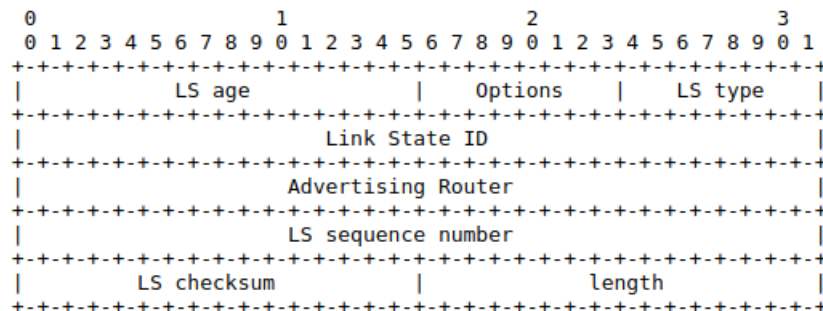 0                   1                   2                   3
 0 1 2 3 4 5 6 7 8 9 0 1 2 3 4 5 6 7 8 9 0 1 2 3 4 5 6 7 8 9 0 1
+-+-+-+-+-+-+-+-+-+-+-+-+-+-+-+-+-+-+-+-+-+-+-+-+-+-+-+-+-+-+-+-+
|            LS age             |    Options    |    LS type    |
+-+-+-+-+-+-+-+-+-+-+-+-+-+-+-+-+-+-+-+-+-+-+-+-+-+-+-+-+-+-+-+-+
|                        Link State ID                          |
+-+-+-+-+-+-+-+-+-+-+-+-+-+-+-+-+-+-+-+-+-+-+-+-+-+-+-+-+-+-+-+-+
|                     Advertising Router                        |
+-+-+-+-+-+-+-+-+-+-+-+-+-+-+-+-+-+-+-+-+-+-+-+-+-+-+-+-+-+-+-+-+
|                     LS sequence number                        |
+-+-+-+-+-+-+-+-+-+-+-+-+-+-+-+-+-+-+-+-+-+-+-+-+-+-+-+-+-+-+-+-+
|         LS checksum           |             length            |
+-+-+-+-+-+-+-+-+-+-+-+-+-+-+-+-+-+-+-+-+-+-+-+-+-+-+-+-+-+-+-+-+